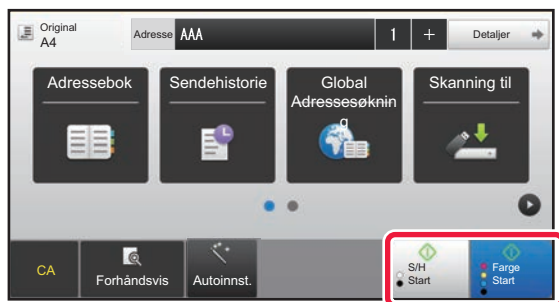 Original
A4
Adresse
AAA
1
+
Detaljer
Adressebok
Sendehistorie
Global
Adressesøknin
g
Skanning til
CA
Forhåndsvis
Autoinnst.
S/H
Start
Farge
Start